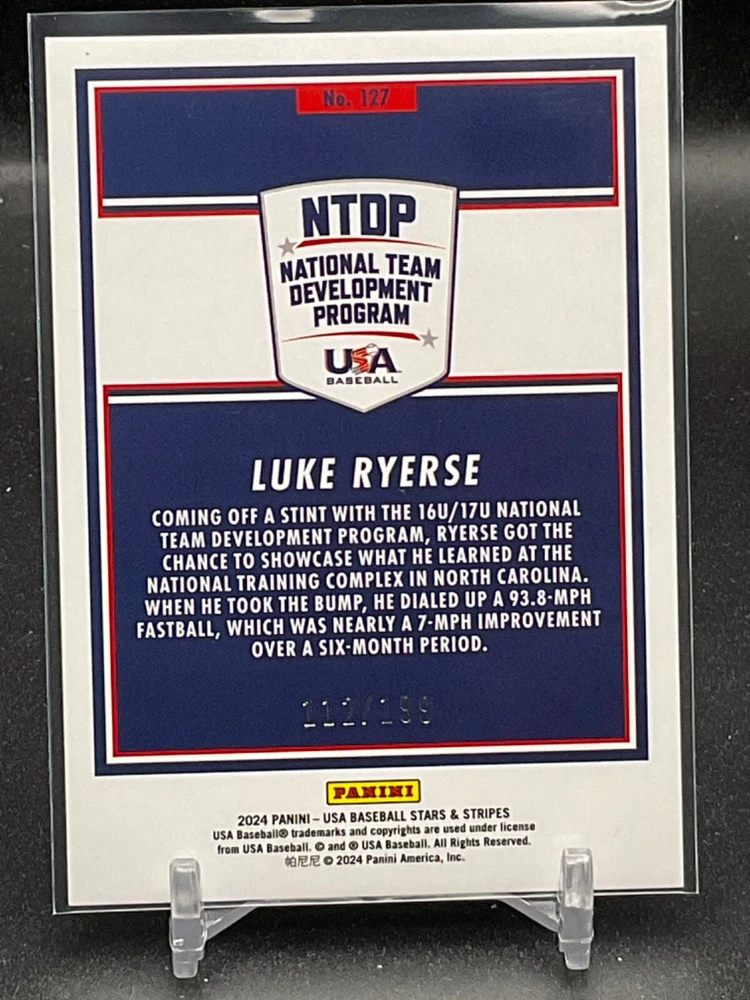 No. 127
NTDP
NATIONAL TEAM
DEVELOPMENT
PROGRAM
USA
BASEBALL
LUKE RYERSE
COMING OFF A STINT WITH THE 16U/17U NATIONAL
TEAM DEVELOPMENT PROGRAM, RYERSE GOT THE
CHANCE TO SHOWCASE WHAT HE LEARNED AT THE
NATIONAL TRAINING COMPLEX IN NORTH CAROLINA.
WHEN HE TOOK THE BUMP, HE DIALED UP A 93.8-MPH
FASTBALL, WHICH WAS NEARLY A 7-MPH IMPROVEMENT
OVER A SIX-MONTH PERIOD.
112/199
PANINI
2024 PANINI – USA BASEBALL STARS & STRIPES
USA Baseball® trademarks and copyrights are used under license
from USA Baseball. © and ® USA Baseball. All Rights Reserved.
帕尼尼 © 2024 Panini America, Inc.